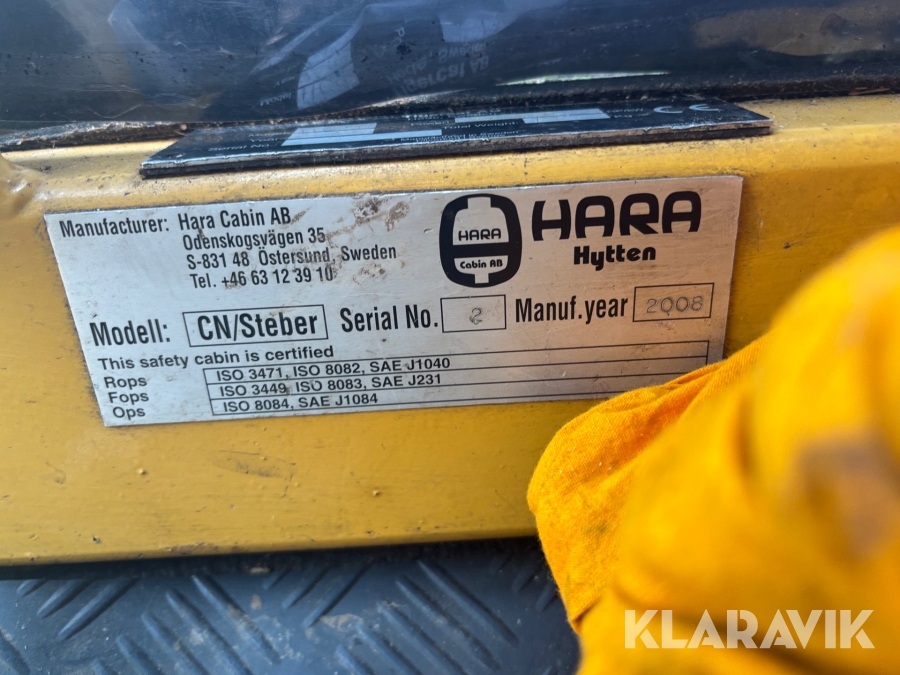 Manufacturer: Hara Cabin AB
Odenskogsvägen 35
S-831 48 Östersund, Sweden
Tel. +46 63 12 39 10
HARA
Cabin AB
HARA
Hytten
Modell: CN/Steber Serial No. 2 Manuf.year 2008
This safety cabin is certified
Rops ISO 3471, ISO 8082, SAE J1040
Fops ISO 3449, ISO 8083, SAE J231
Ops ISO 8084, SAE J1084
KLARAVIK